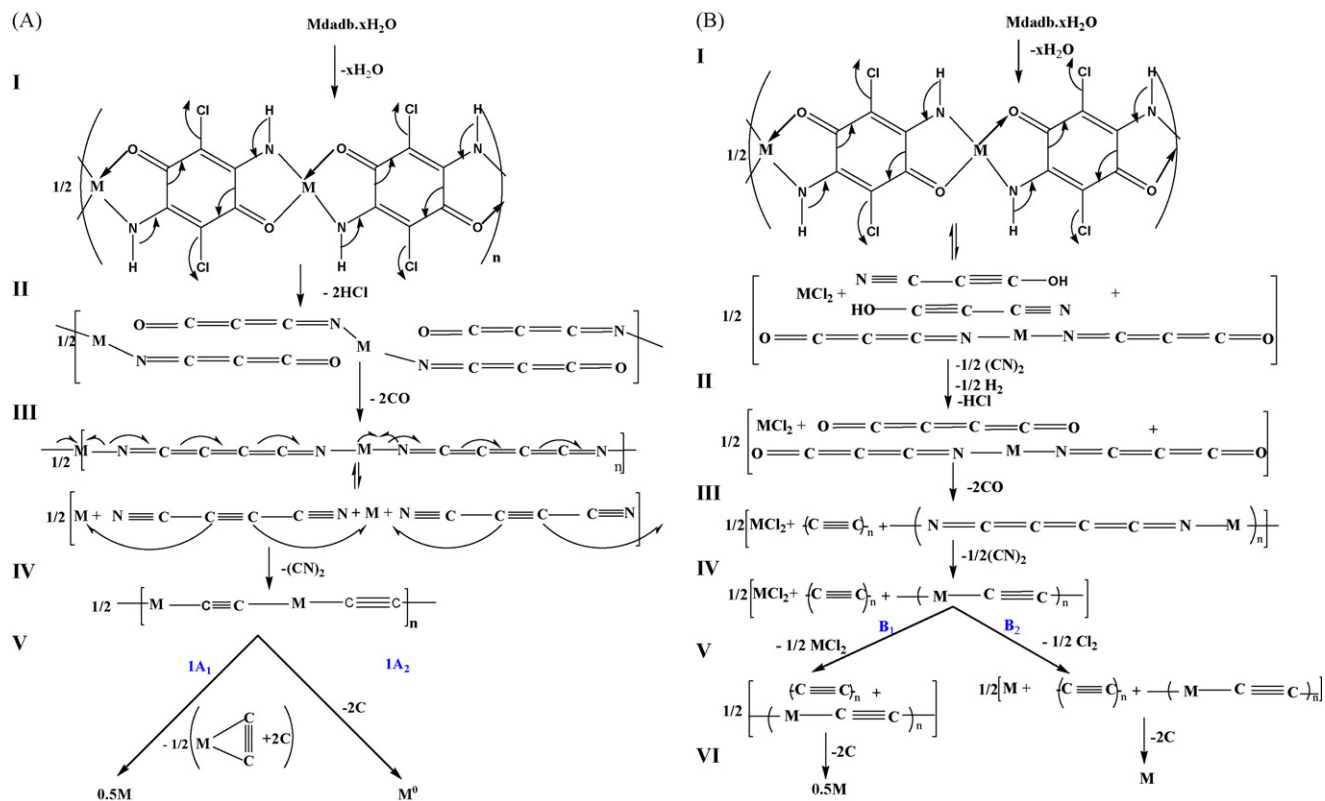 (A)
Mdadb.xH₂O
-xH₂O
I
Cl H Cl H
O N O N
1/2 M M
N O N O
H Cl H Cl n
- 2HCl
II
O=C=C=C=N O=C=C=C=N
1/2 M M
N=C=C=C=O N=C=C=C=O
- 2CO
III
1/2 M—N=C=C=C=C=N—M—N=C=C=C=C=N n
1/2 [M + N≡C—C≡C—C≡N + M + N≡C—C≡C—C≡N]
-(CN)₂
IV
1/2 [M—C≡C—M—C≡C]n
V
1A₁ 1A₂
- 1/2 (M C≡C +2C) -2C
0.5M M⁰
(B)
Mdadb.xH₂O
-xH₂O
I
Cl H Cl H
O N O N
1/2 M M
N O N O
H Cl H Cl
N≡C—C≡C—OH
1/2 [MCl₂ + +
HO—C≡C—C≡N
O=C=C=C=N—M—N=C=C=C=O]
-1/2 (CN)₂
-1/2 H₂
-HCl
II
1/2 [MCl₂ + O=C=C=C=C=O +
O=C=C=C=N—M—N=C=C=C=O]
-2CO
III
1/2[MCl₂+ (C≡C)n + (N=C=C=C=C=N—M)n]
-1/2(CN)₂
IV
1/2 [MCl₂+ (C≡C)n + (M—C≡C)n]
B₁ B₂
- 1/2 MCl₂ - 1/2 Cl₂
V
1/2 [(C≡C)n +
(M—C≡C)n]
1/2[M + (C≡C)n + (M—C≡C)n]
VI
-2C -2C
0.5M M